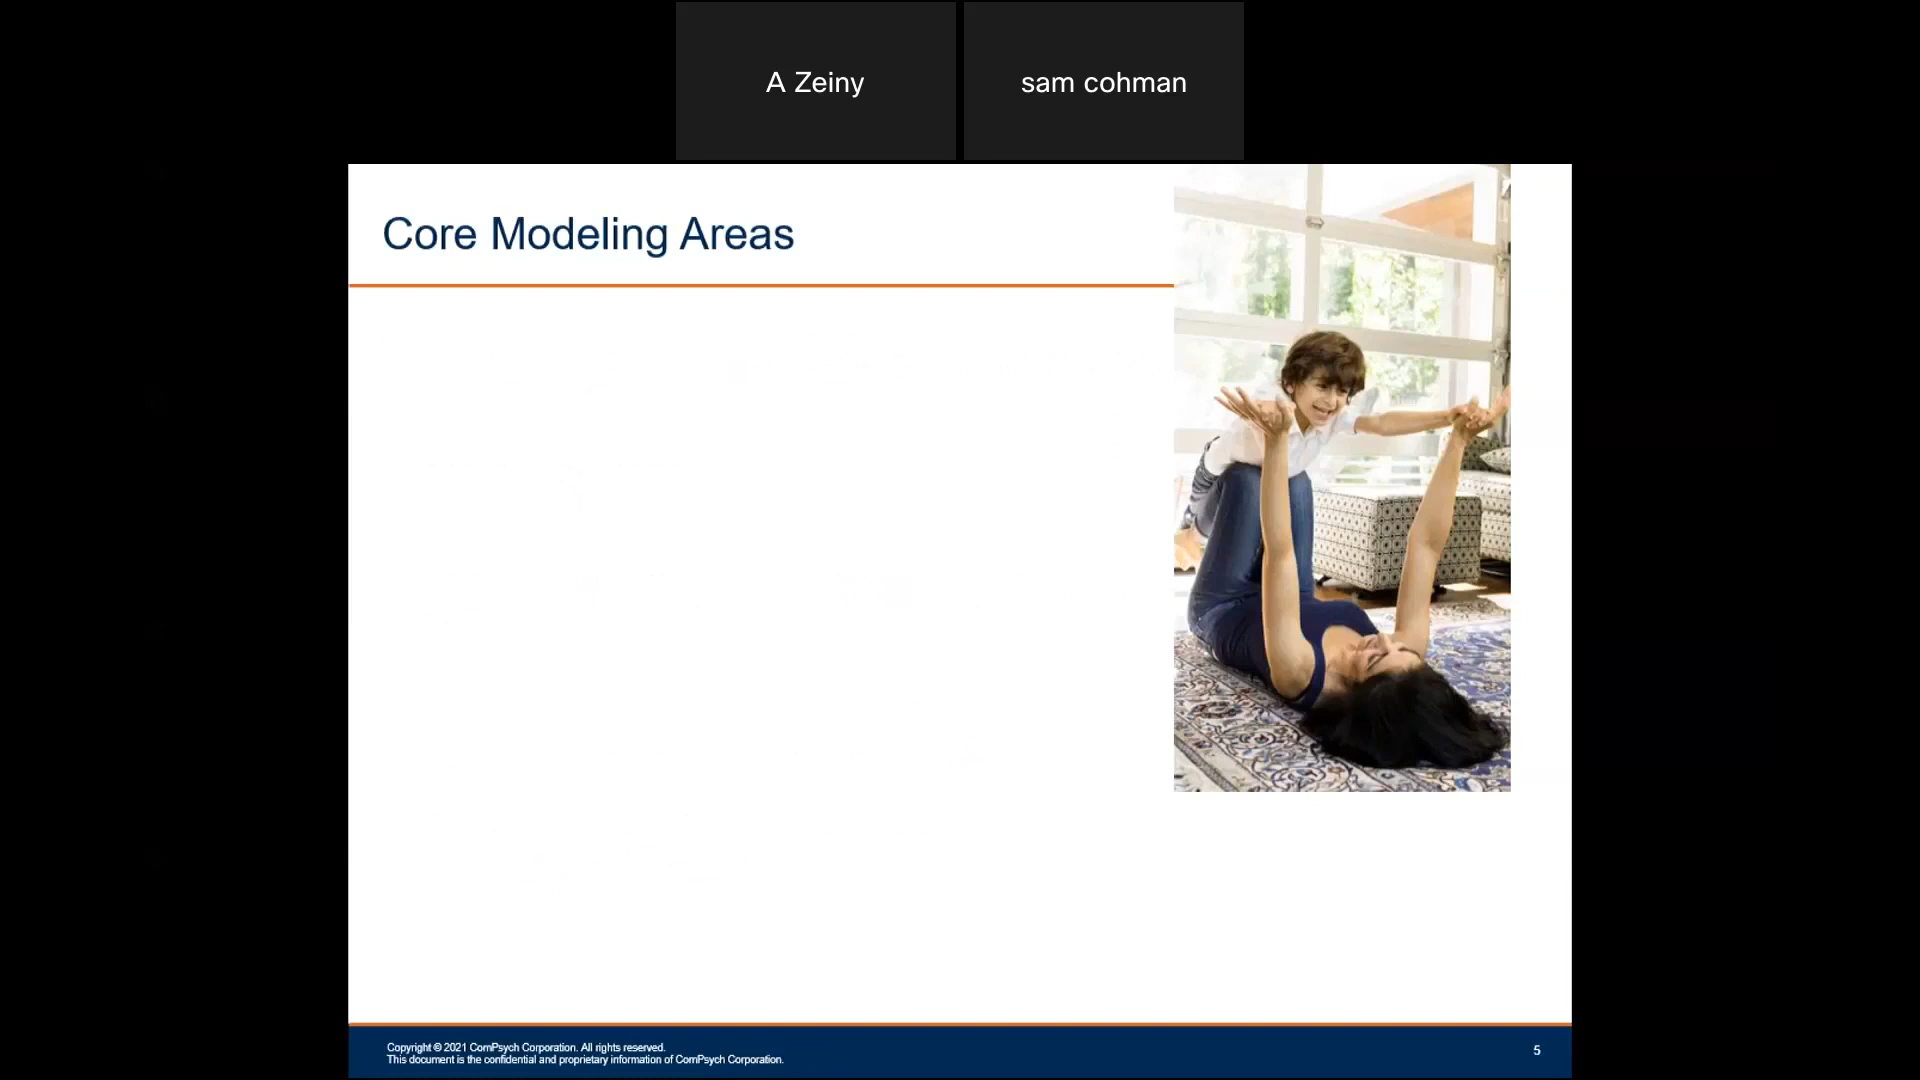 A Zeiny
sam cohman
Core Modeling Areas
Copyright © 2021 ComPsych Corporation. All rights reserved.
This document is the confidential and proprietary information of ComPsych Corporation.
5